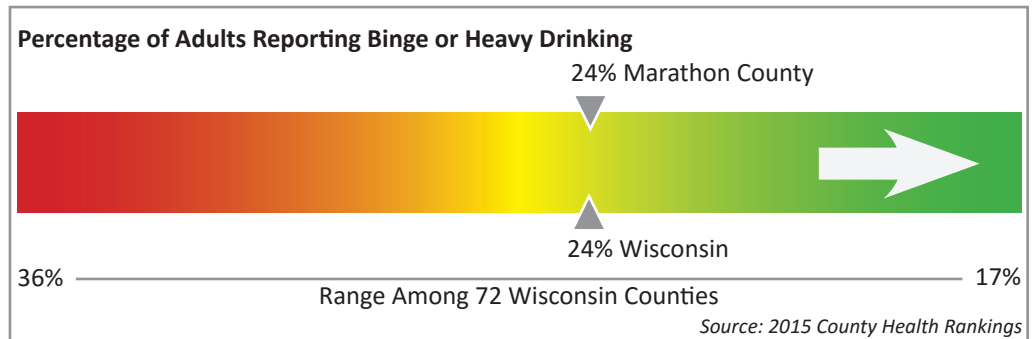 Percentage of Adults Reporting Binge or Heavy Drinking
24% Marathon County
24% Wisconsin
36% 17%
Range Among 72 Wisconsin Counties
Source: 2015 County Health Rankings